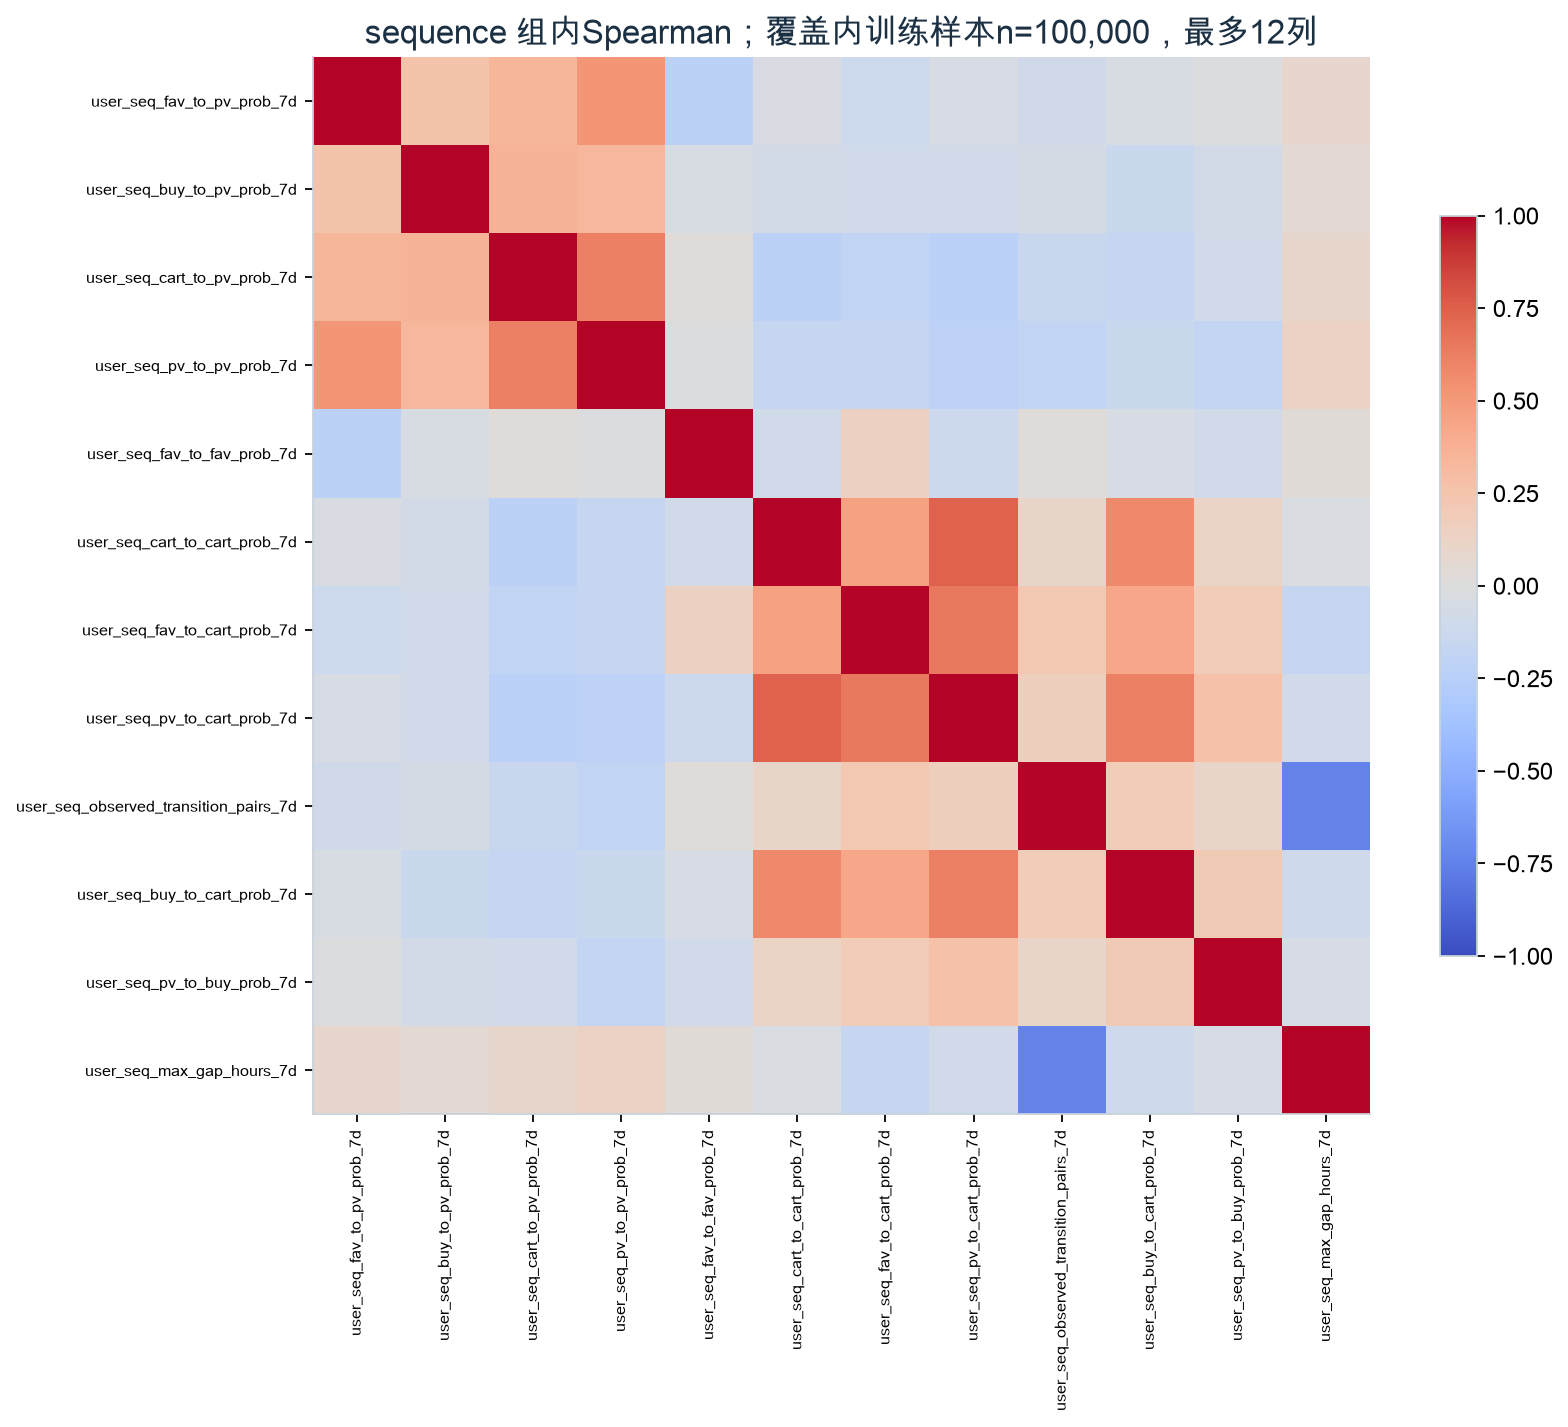 sequence 组内Spearman；覆盖内训练样本n=100,000，最多12列
user_seq_fav_to_pv_prob_7d
user_seq_buy_to_pv_prob_7d
user_seq_cart_to_pv_prob_7d
user_seq_pv_to_pv_prob_7d
user_seq_fav_to_fav_prob_7d
user_seq_cart_to_cart_prob_7d
user_seq_fav_to_cart_prob_7d
user_seq_pv_to_cart_prob_7d
user_seq_observed_transition_pairs_7d
user_seq_buy_to_cart_prob_7d
user_seq_pv_to_buy_prob_7d
user_seq_max_gap_hours_7d
user_seq_fav_to_pv_prob_7d
user_seq_buy_to_pv_prob_7d
user_seq_cart_to_pv_prob_7d
user_seq_pv_to_pv_prob_7d
user_seq_fav_to_fav_prob_7d
user_seq_cart_to_cart_prob_7d
user_seq_fav_to_cart_prob_7d
user_seq_pv_to_cart_prob_7d
user_seq_observed_transition_pairs_7d
user_seq_buy_to_cart_prob_7d
user_seq_pv_to_buy_prob_7d
user_seq_max_gap_hours_7d
1.00
0.75
0.50
0.25
0.00
−0.25
−0.50
−0.75
−1.00